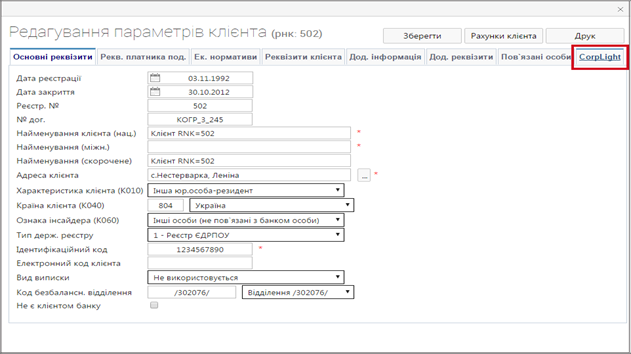 Редагування параметрів клієнта (рнк: 502)
Зберегти Рахунки клієнта Друк
Основні реквізити Рекв. платника под. Ек. нормативи Реквізити клієнта Дод. інформація Дод. реквізити Пов`язані особи CorpLight
Дата реєстрації 03.11.1992
Дата закриття 30.10.2012
Реєстр. № 502
№ дог. КОГР_3_245
Найменування клієнта (нац.) Клієнт RNK=502 *
Найменування (міжн.) *
Найменування (скорочене) Клієнт RNK=502
Адреса клієнта с.Нестерварка, Леніна ... *
Характеристика клієнта (К010) Інша юр.особа-резидент
Країна клієнта (К040) 804 Україна
Ознака інсайдера (К060) Інші особи (не пов`язані з банком особи)
Тип держ. реєстру 1 - Реєстр ЄДРПОУ
Ідентифікаційний код 1234567890 *
Електронний код клієнта
Вид виписки Не використовується
Код безбалансн. відділення /302076/ Відділення /302076/
Не є клієнтом банку